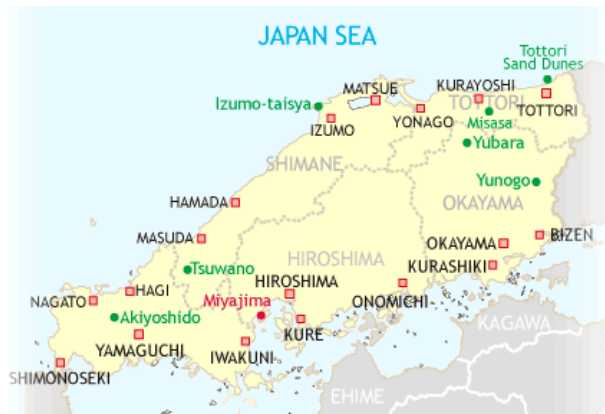 JAPAN SEA
Tottori
Sand Dunes
MATSUE
KURAYOSHI
TOTTORI
Izumo-taisya
IZUMO
YONAGO
Misasa
TOTTORI
Yubara
SHIMANE
Yunogo
HAMADA
OKAYAMA
MASUDA
BIZEN
OKAYAMA
HIROSHIMA
KURASHIKI
Tsuwano
HIROSHIMA
HAGI
NAGATO
Miyajima
ONOMICHI
Akiyoshido
KAGAWA
KURE
YAMAGUCHI
IWAKUNI
SHIMONOSEKI
EHIME